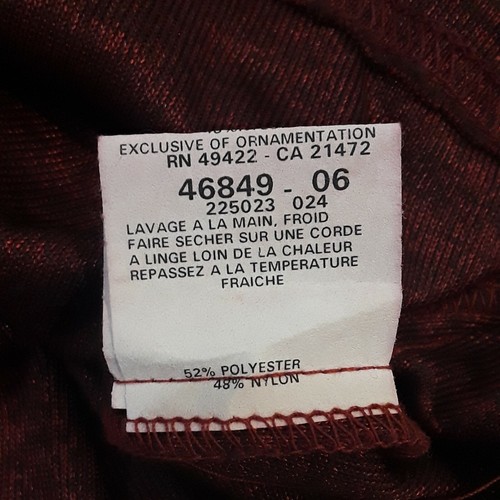 EXCLUSIVE OF ORNAMENTATION
RN 49422 - CA 21472
46849 - 06
225023 024
LAVAGE A LA MAIN, FROID
FAIRE SECHER SUR UNE CORDE
A LINGE LOIN DE LA CHALEUR
REPASSEZ A LA TEMPERATURE
FRAICHE
52% POLYESTER
48% NYLON